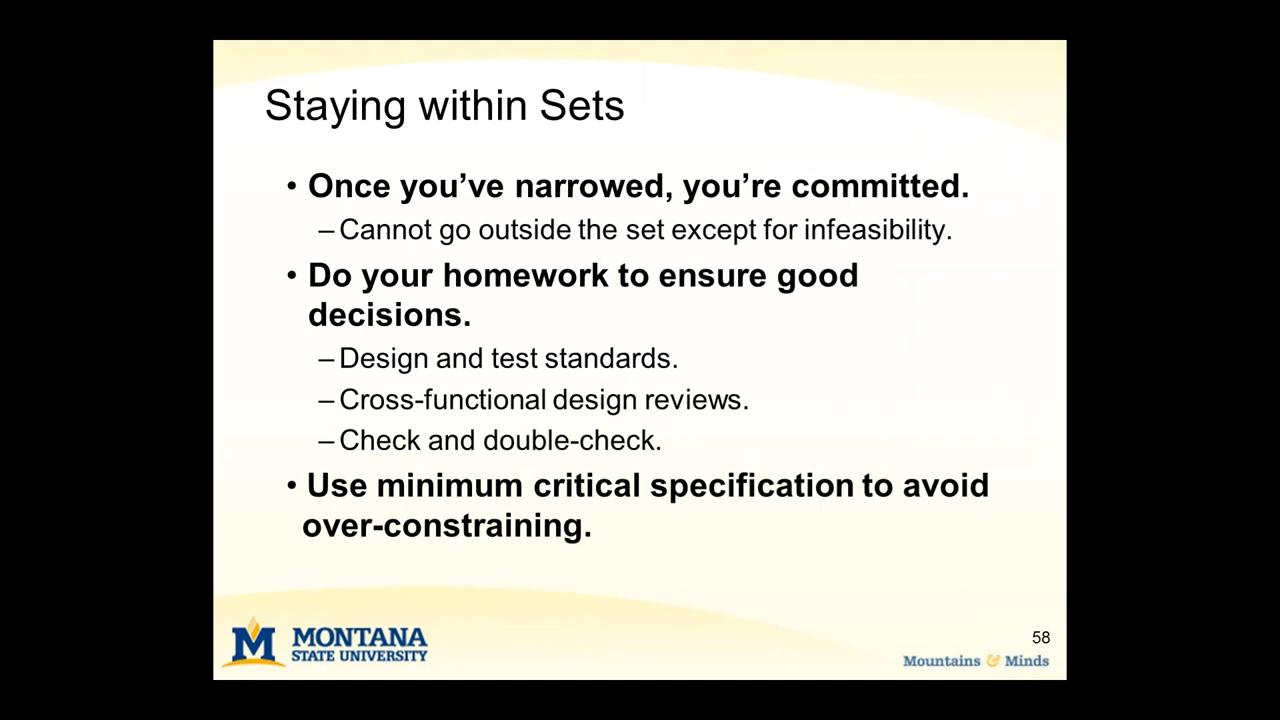 Staying within Sets
• Once you’ve narrowed, you’re committed.
– Cannot go outside the set except for infeasibility.
• Do your homework to ensure good
decisions.
– Design and test standards.
– Cross-functional design reviews.
– Check and double-check.
• Use minimum critical specification to avoid
over-constraining.
M MONTANA
STATE UNIVERSITY
58
Mountains & Minds